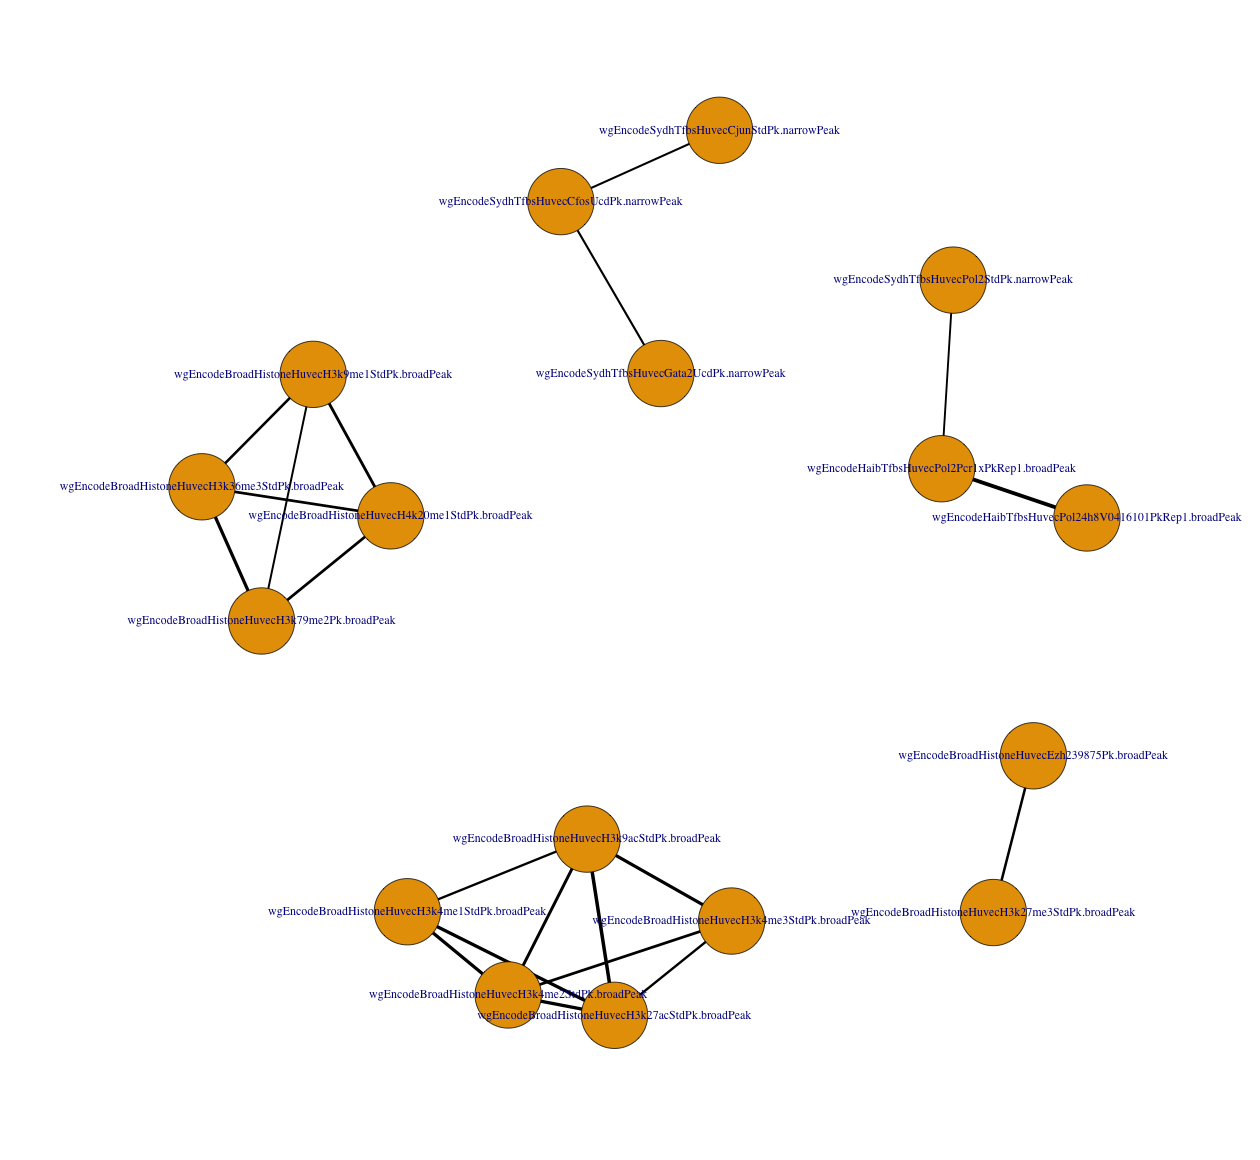 wgEncodeSydhTfbsHuvecCjunStdPk.narrowPeak
wgEncodeSydhTfbsHuvecCfosUcdPk.narrowPeak
wgEncodeSydhTfbsHuvecPol2StdPk.narrowPeak
wgEncodeSydhTfbsHuvecGata2UcdPk.narrowPeak
wgEncodeBroadHistoneHuvecH3k9me1StdPk.broadPeak
wgEncodeHaibTfbsHuvecPol2Pcr1xPkRep1.broadPeak
wgEncodeBroadHistoneHuvecH3k36me3StdPk.broadPeak
wgEncodeBroadHistoneHuvecH4k20me1StdPk.broadPeak
wgEncodeHaibTfbsHuvecPol24h8V0416101PkRep1.broadPeak
wgEncodeBroadHistoneHuvecH3k79me2Pk.broadPeak
wgEncodeBroadHistoneHuvecEzh239875Pk.broadPeak
wgEncodeBroadHistoneHuvecH3k9acStdPk.broadPeak
wgEncodeBroadHistoneHuvecH3k4me1StdPk.broadPeak
wgEncodeBroadHistoneHuvecH3k4me3StdPk.broadPeak
wgEncodeBroadHistoneHuvecH3k27me3StdPk.broadPeak
wgEncodeBroadHistoneHuvecH3k4me2StdPk.broadPeak
wgEncodeBroadHistoneHuvecH3k27acStdPk.broadPeak